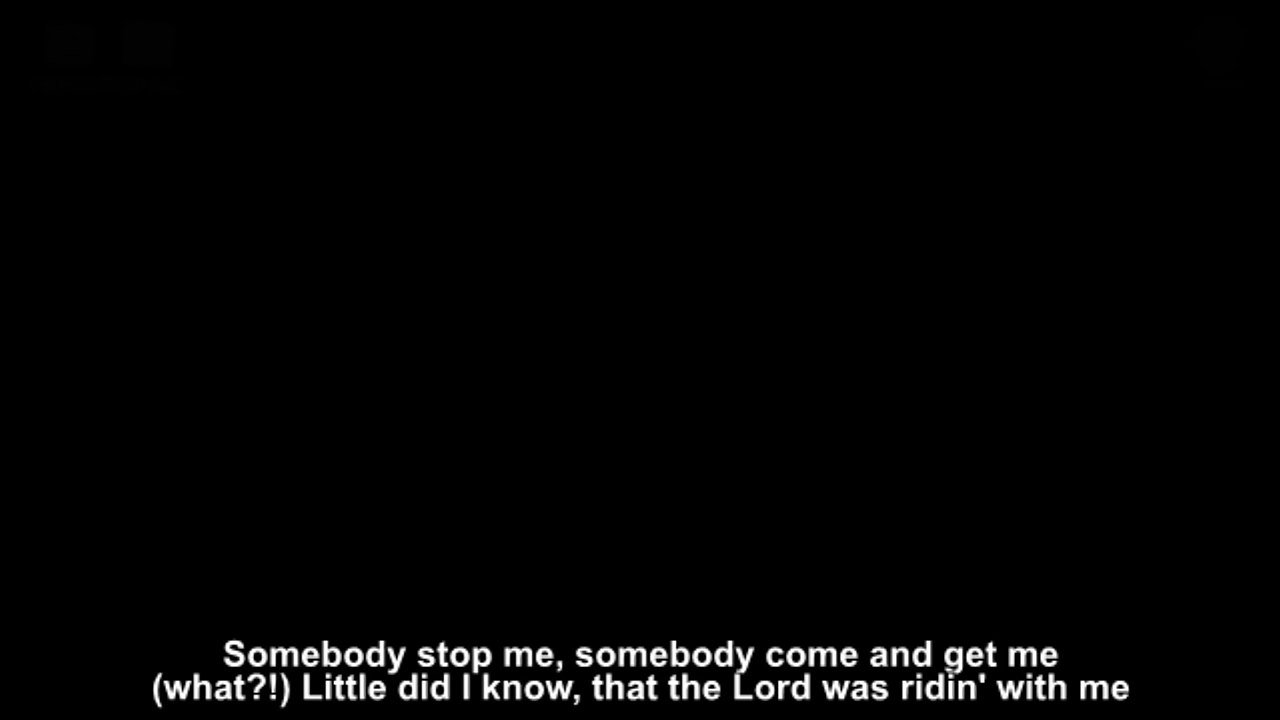 Somebody stop me, somebody come and get me
(what?!) Little did I know, that the Lord was ridin' with me